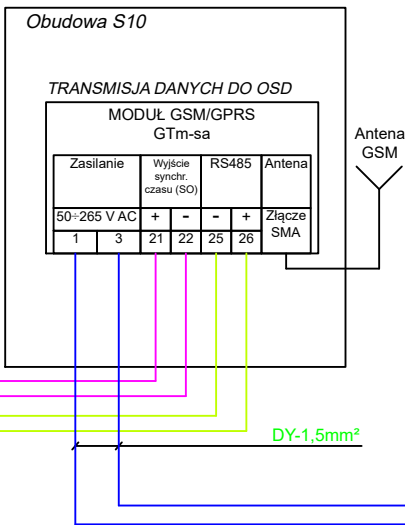 Obudowa S10
TRANSMISJA DANYCH DO OSD
MODUŁ GSM/GPRS
GTm-sa
Antena
GSM
Zasilanie
Wyjście
synchr.
czasu (SO)
RS485
Antena
50÷265 V AC
+
-
-
+
Złącze
SMA
1
3
21
22
25
26
DY-1,5mm²